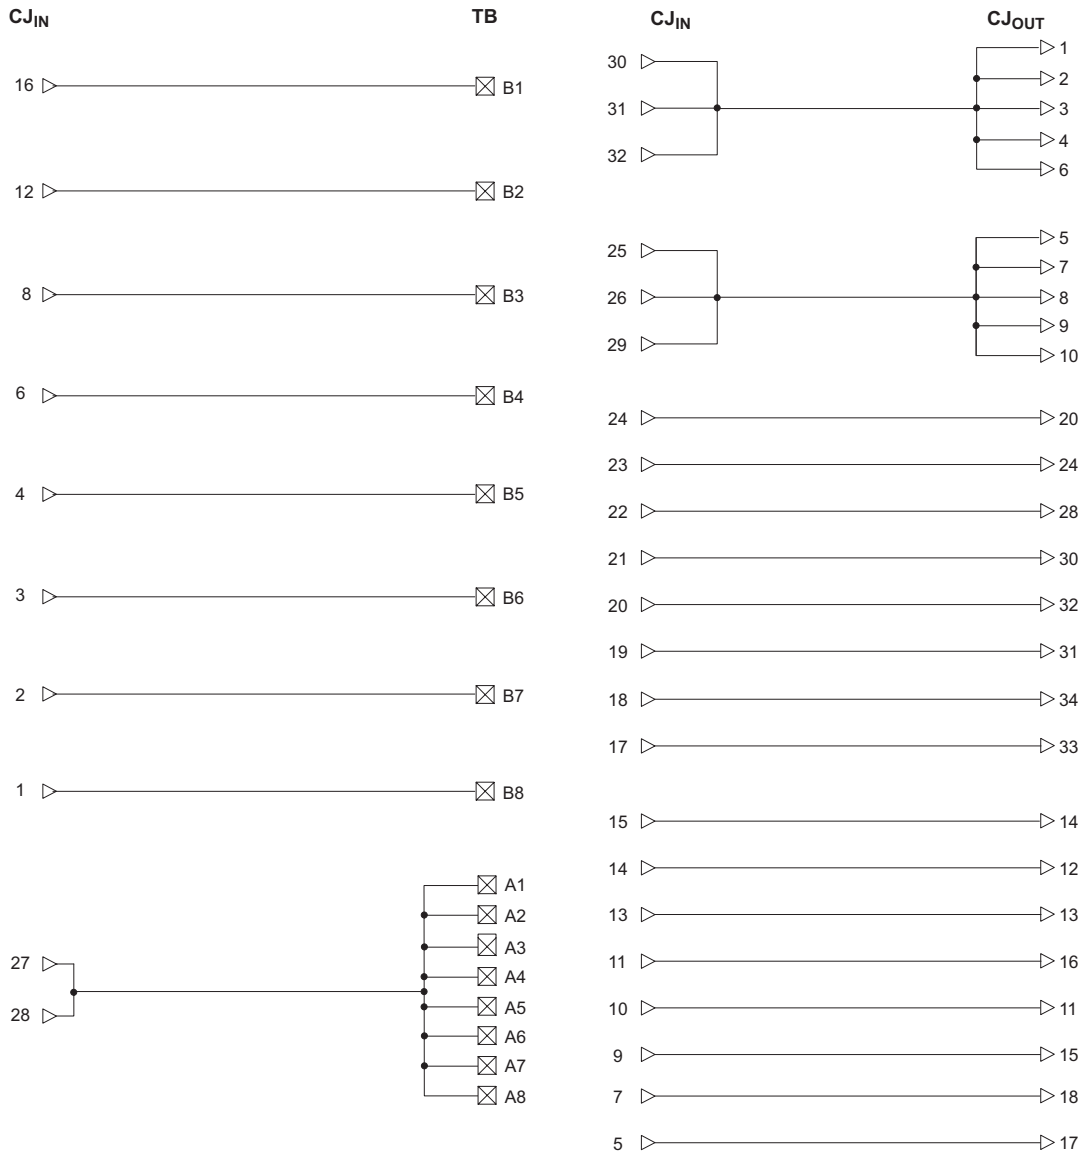 CJIN TB
16 B1
12 B2
8 B3
6 B4
4 B5
3 B6
2 B7
1 B8
A1
A2
A3
27 A4
A5
28 A6
A7
A8
CJIN CJOUT
1
30 2
31 3
4
32 6
5
25 7
26 8
9
29 10
24 20
23 24
22 28
21 30
20 32
19 31
18 34
17 33
15 14
14 12
13 13
11 16
10 11
9 15
7 18
5 17